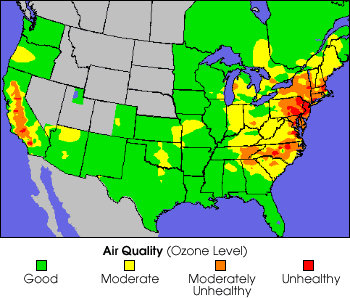 Air Quality (Ozone Level)
Good
Moderate
Moderately
Unhealthy
Unhealthy